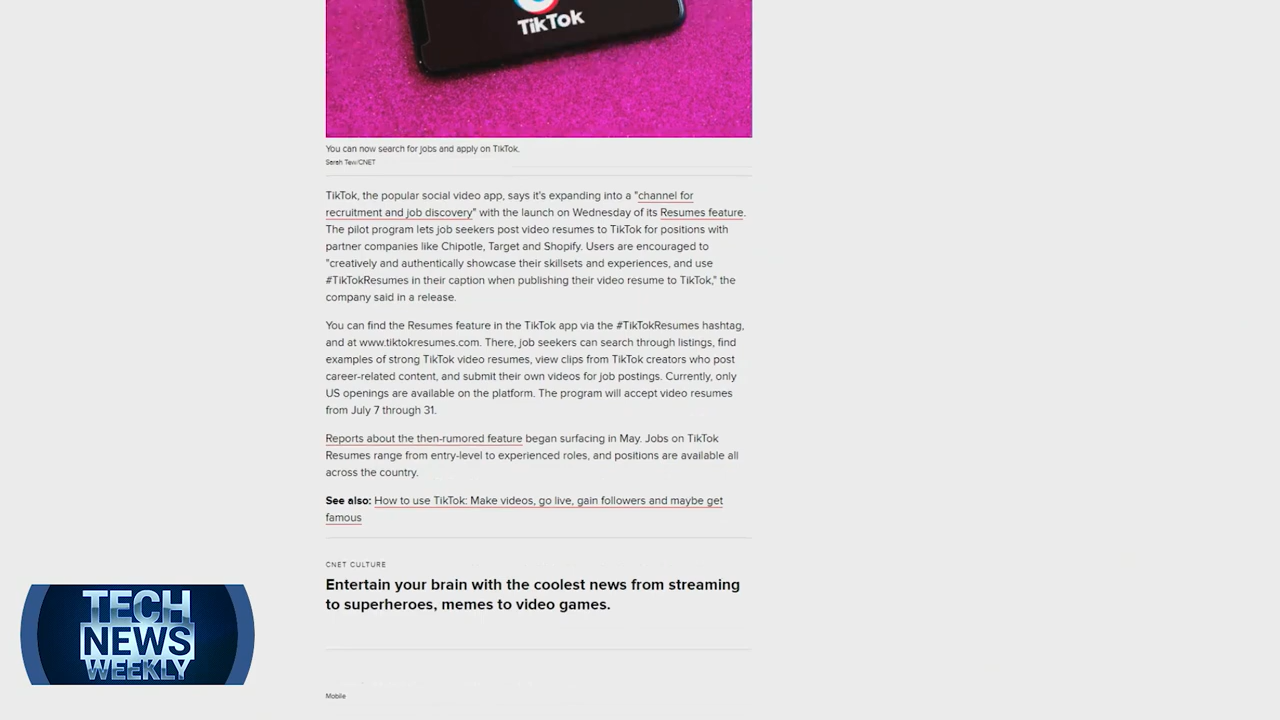 TikTok
You can now search for jobs and apply on TikTok.
Sarah Tew/CNET
TikTok, the popular social video app, says it's expanding into a "channel for
recruitment and job discovery" with the launch on Wednesday of its Resumes feature.
The pilot program lets job seekers post video resumes to TikTok for positions with
partner companies like Chipotle, Target and Shopify. Users are encouraged to
"creatively and authentically showcase their skillsets and experiences, and use
#TikTokResumes in their caption when publishing their video resume to TikTok," the
company said in a release.
You can find the Resumes feature in the TikTok app via the #TikTokResumes hashtag,
and at www.tiktokresumes.com. There, job seekers can search through listings, find
examples of strong TikTok video resumes, view clips from TikTok creators who post
career-related content, and submit their own videos for job postings. Currently, only
US openings are available on the platform. The program will accept video resumes
from July 7 through 31.
Reports about the then-rumored feature began surfacing in May. Jobs on TikTok
Resumes range from entry-level to experienced roles, and positions are available all
across the country.
See also: How to use TikTok: Make videos, go live, gain followers and maybe get
famous
CNET CULTURE
Entertain your brain with the coolest news from streaming
to superheroes, memes to video games.
TECH
NEWS
WEEKLY
Mobile